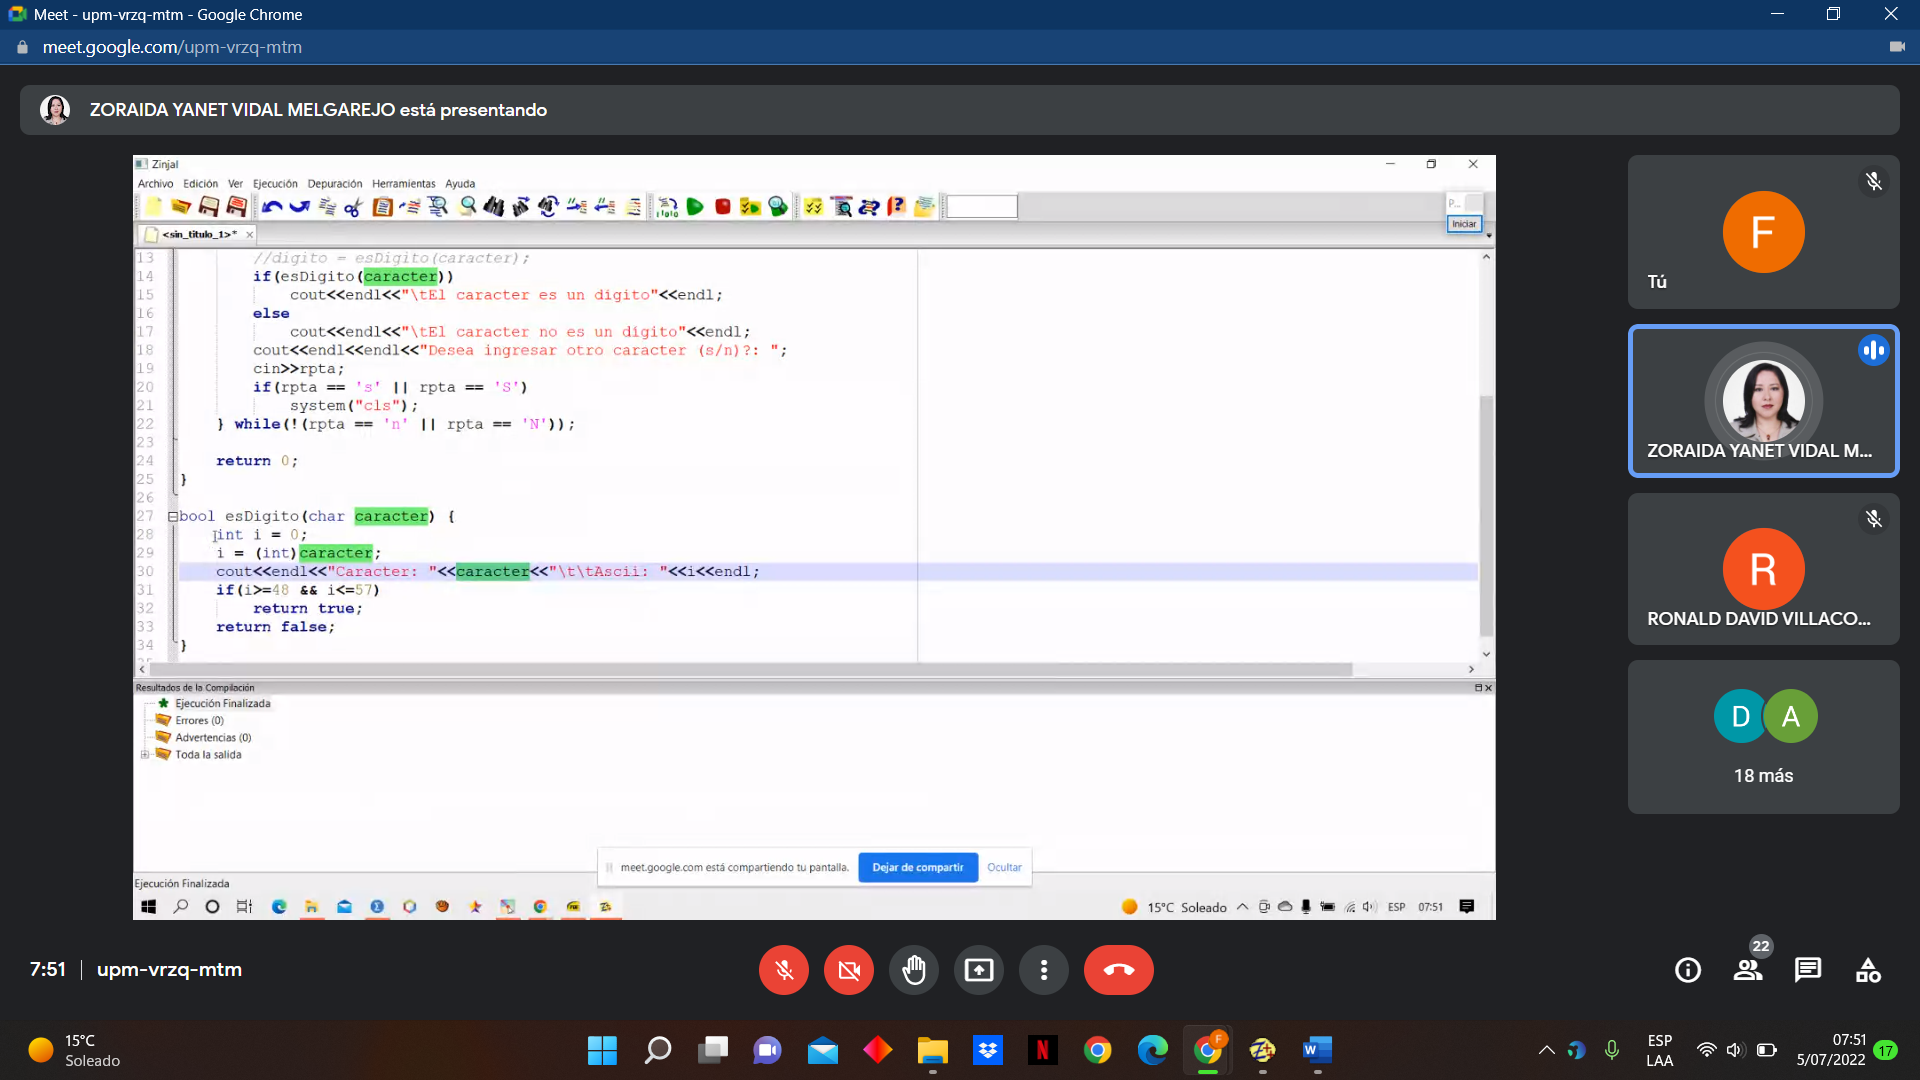 Meet - upm-vrzq-mtm - Google Chrome
meet.google.com/upm-vrzq-mtm
ZORAIDA YANET VIDAL MELGAREJO está presentando
Zinjal
Archivo Edición Ver Ejecución Depuración Herramientas Ayuda
P...
Iniciar
<sin_titulo_1>*
13 //digito = esDigito(caracter);
14 if(esDigito(caracter))
15 cout<<endl<<"\tEl caracter es un digito"<<endl;
16 else
17 cout<<endl<<"\tEl caracter no es un digito"<<endl;
18 cout<<endl<<endl<<"Desea ingresar otro caracter (s/n)?: ";
19 cin>>rpta;
20 if(rpta == 's' || rpta == 'S')
21 system("cls");
22 } while(!(rpta == 'n' || rpta == 'N'));
23
24 return 0;
25 }
26
27 bool esDigito(char caracter) {
28 int i = 0;
29 i = (int)caracter;
30 cout<<endl<<"Caracter: "<<caracter<<"\t\tAscii: "<<i<<endl;
31 if(i>=48 && i<=57)
32 return true;
33 return false;
34 }
Resultados de la Compilación
Ejecución Finalizada
Errores (0)
Advertencias (0)
Toda la salida
meet.google.com está compartiendo tu pantalla. Dejar de compartir Ocultar
Ejecución Finalizada
15°C Soleado ESP 07:51
F
Tú
ZORAIDA YANET VIDAL M...
R
RONALD DAVID VILLACO...
D A
18 más
7:51 | upm-vrzq-mtm
22
15°C
Soleado
ESP
LAA
07:51
5/07/2022
17